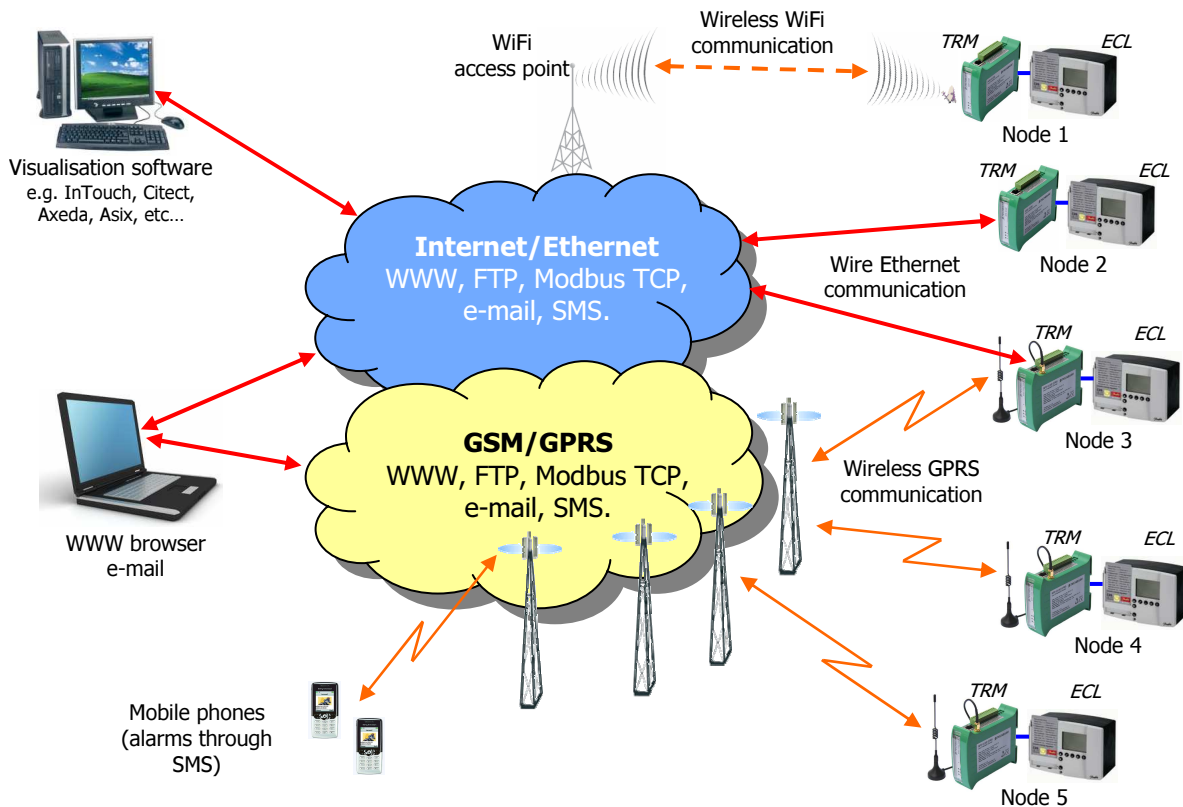 Wireless WiFi
communication
WiFi
access point
TRM
ECL
Node 1
Visualisation software
e.g. InTouch, Citect,
Axeda, Asix, etc...
TRM
ECL
Node 2
Internet/Ethernet
WWW, FTP, Modbus TCP,
e-mail, SMS.
Wire Ethernet
communication
TRM
ECL
Node 3
GSM/GPRS
WWW, FTP, Modbus TCP,
e-mail, SMS.
Wireless GPRS
communication
WWW browser
e-mail
TRM
ECL
Node 4
Mobile phones
(alarms through
SMS)
TRM
ECL
Node 5